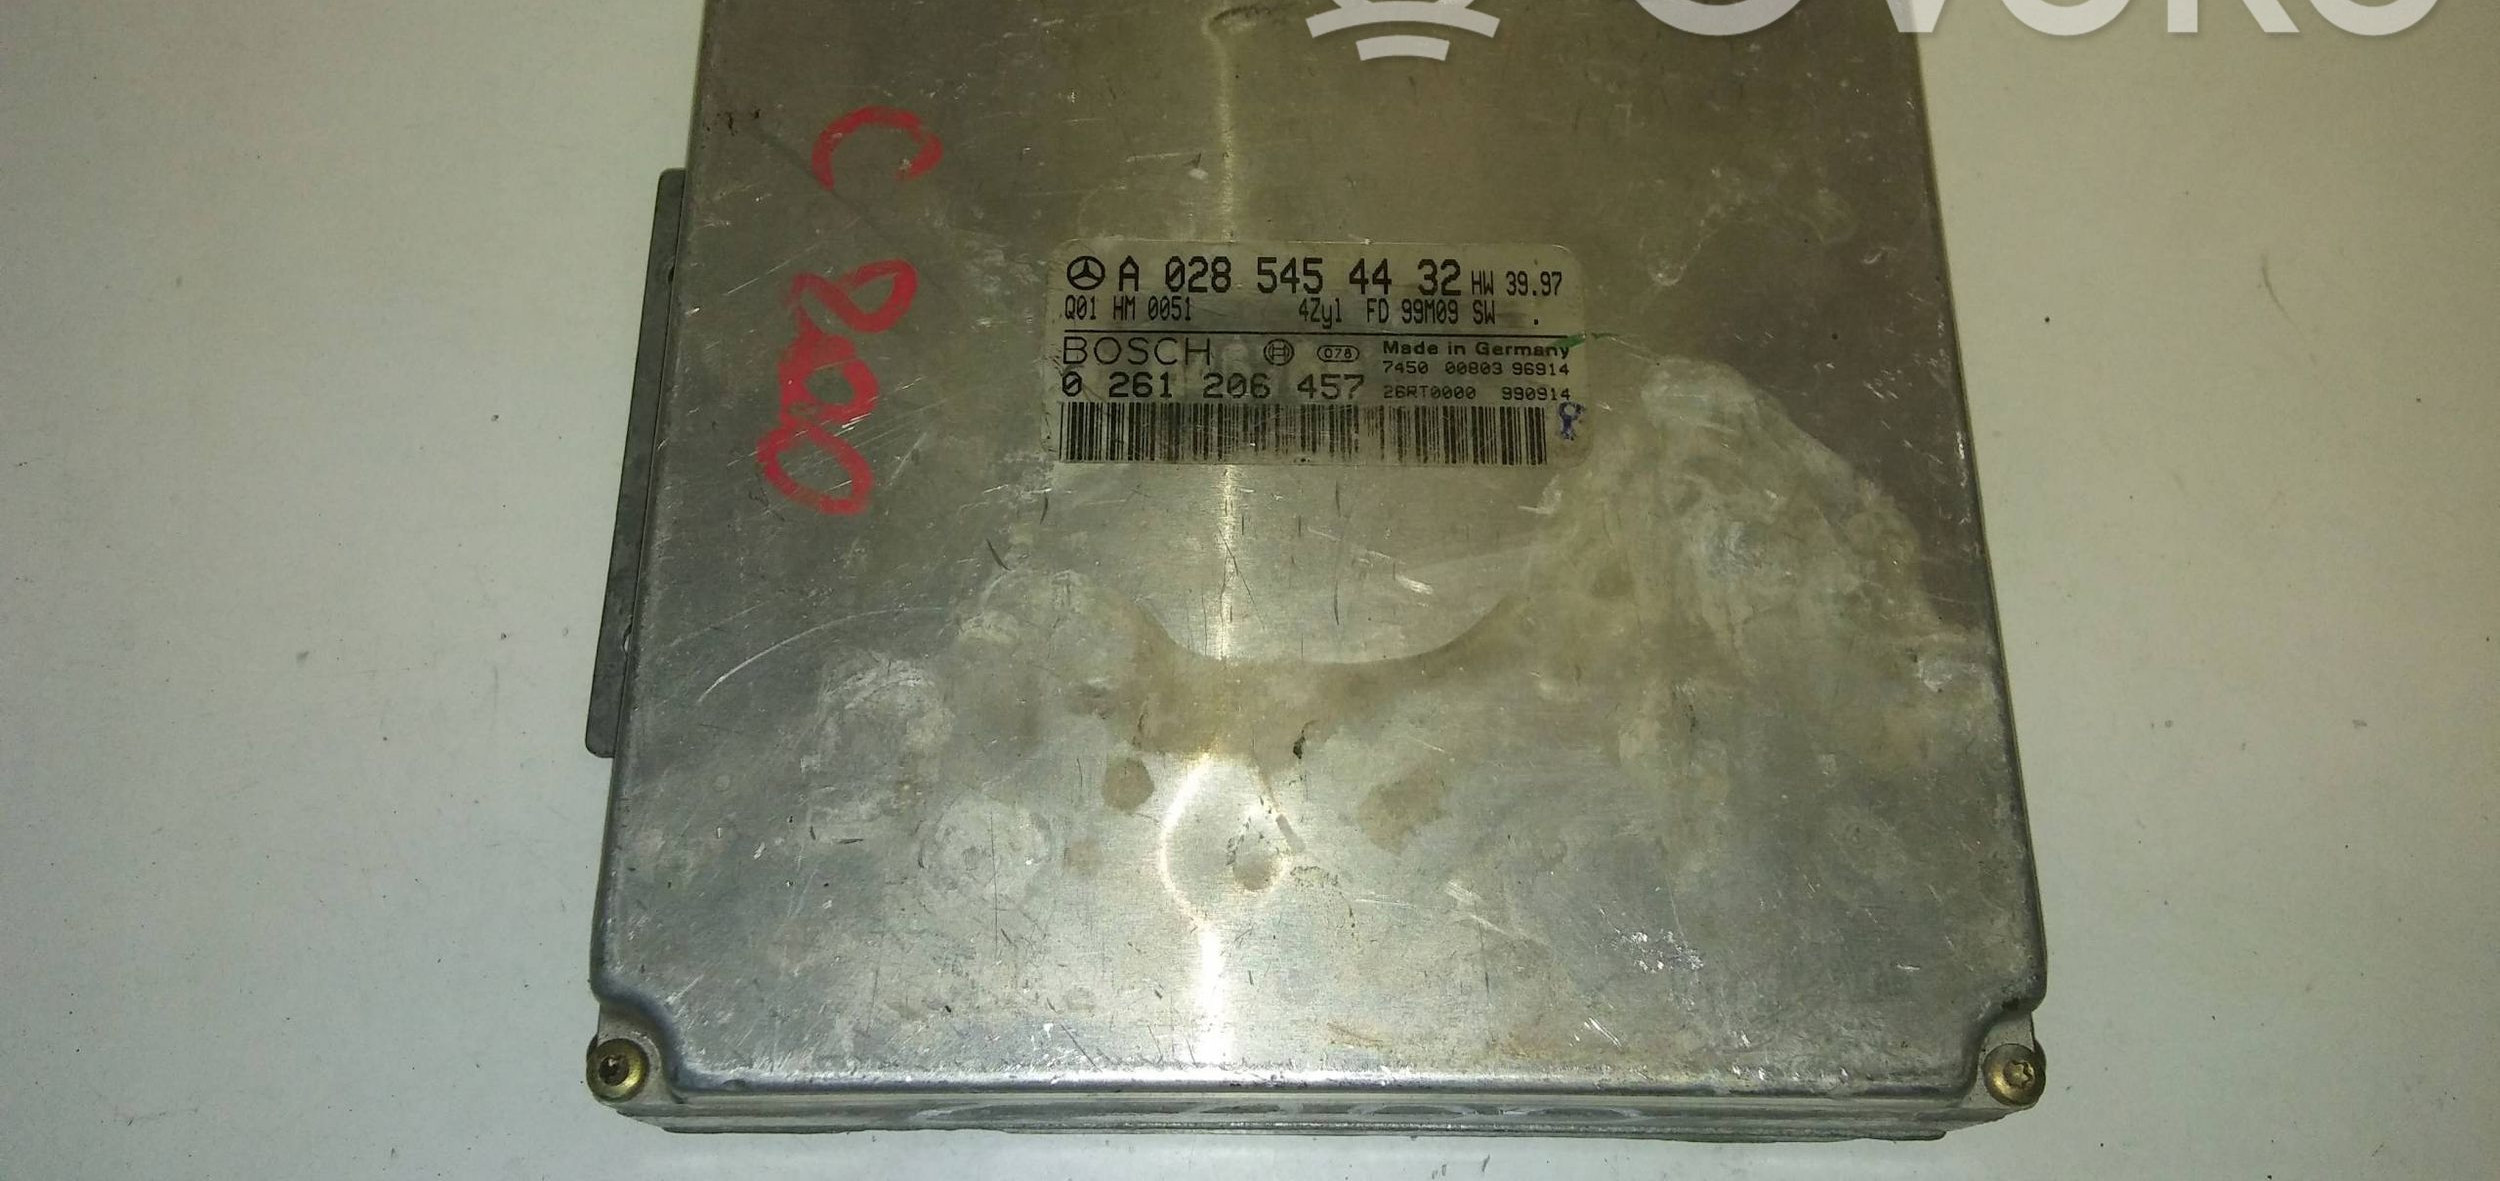 OVOKO
C 200
A 028 545 44 32 HW 39.97
Q01 HM 0051 4Zyl FD 99M09 SW .
BOSCH 078 Made in Germany
7450 00803 96914
0 261 206 457 26RT0000 990914